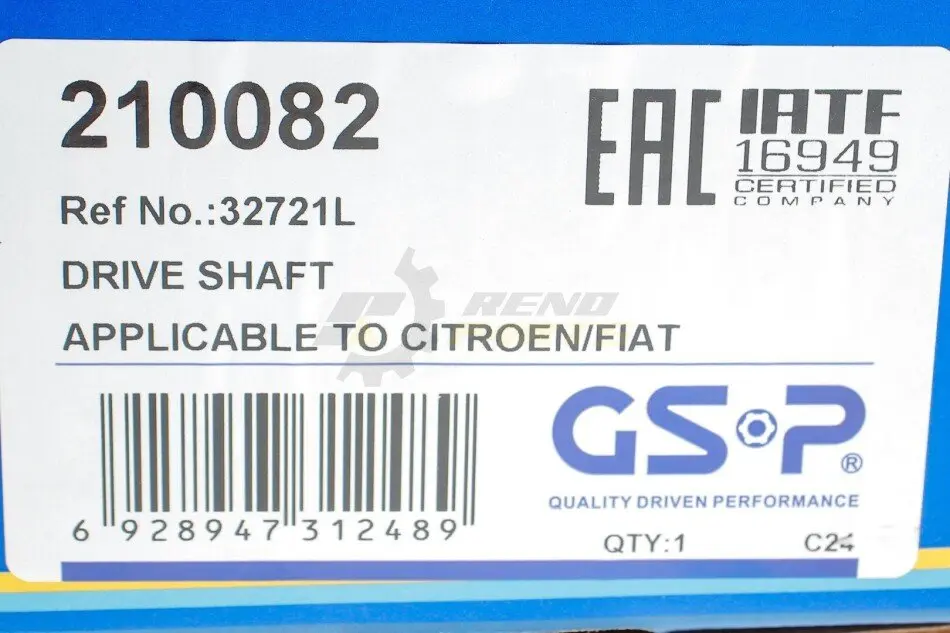 210082
EAC
IATF
16949
CERTIFIED
COMPANY
Ref No.:32721L
DRIVE SHAFT
RENO
APPLICABLE TO CITROEN/FIAT
GSP®
QUALITY DRIVEN PERFORMANCE
6 928947 312489
QTY:1
C24